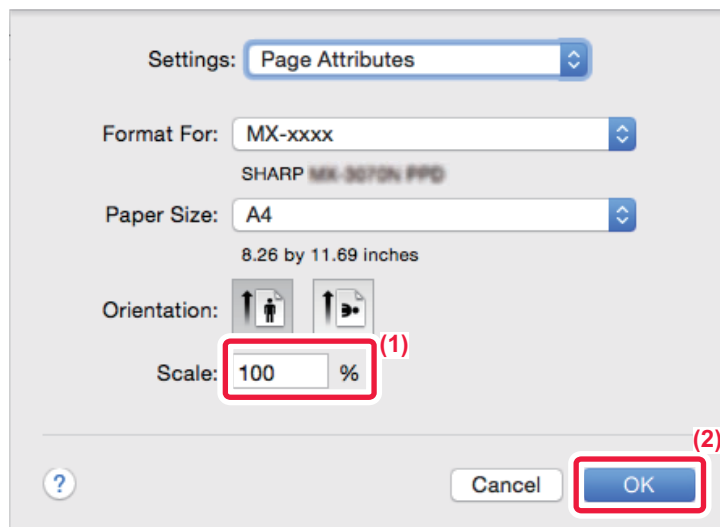 Settings: Page Attributes
Format For: MX-xxxx
SHARP
Paper Size: A4
8.26 by 11.69 inches
Orientation:
(1)
Scale: 100 %
(2)
? Cancel OK